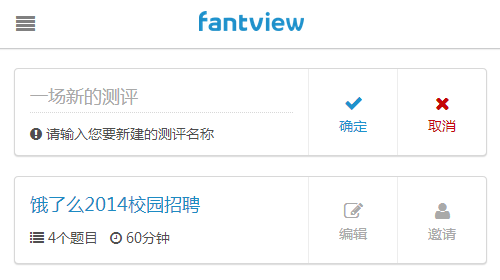 fantview
一场新的测评
请输入您要新建的测评名称
确定
取消
饿了么2014校园招聘
4个题目 60分钟
编辑
邀请